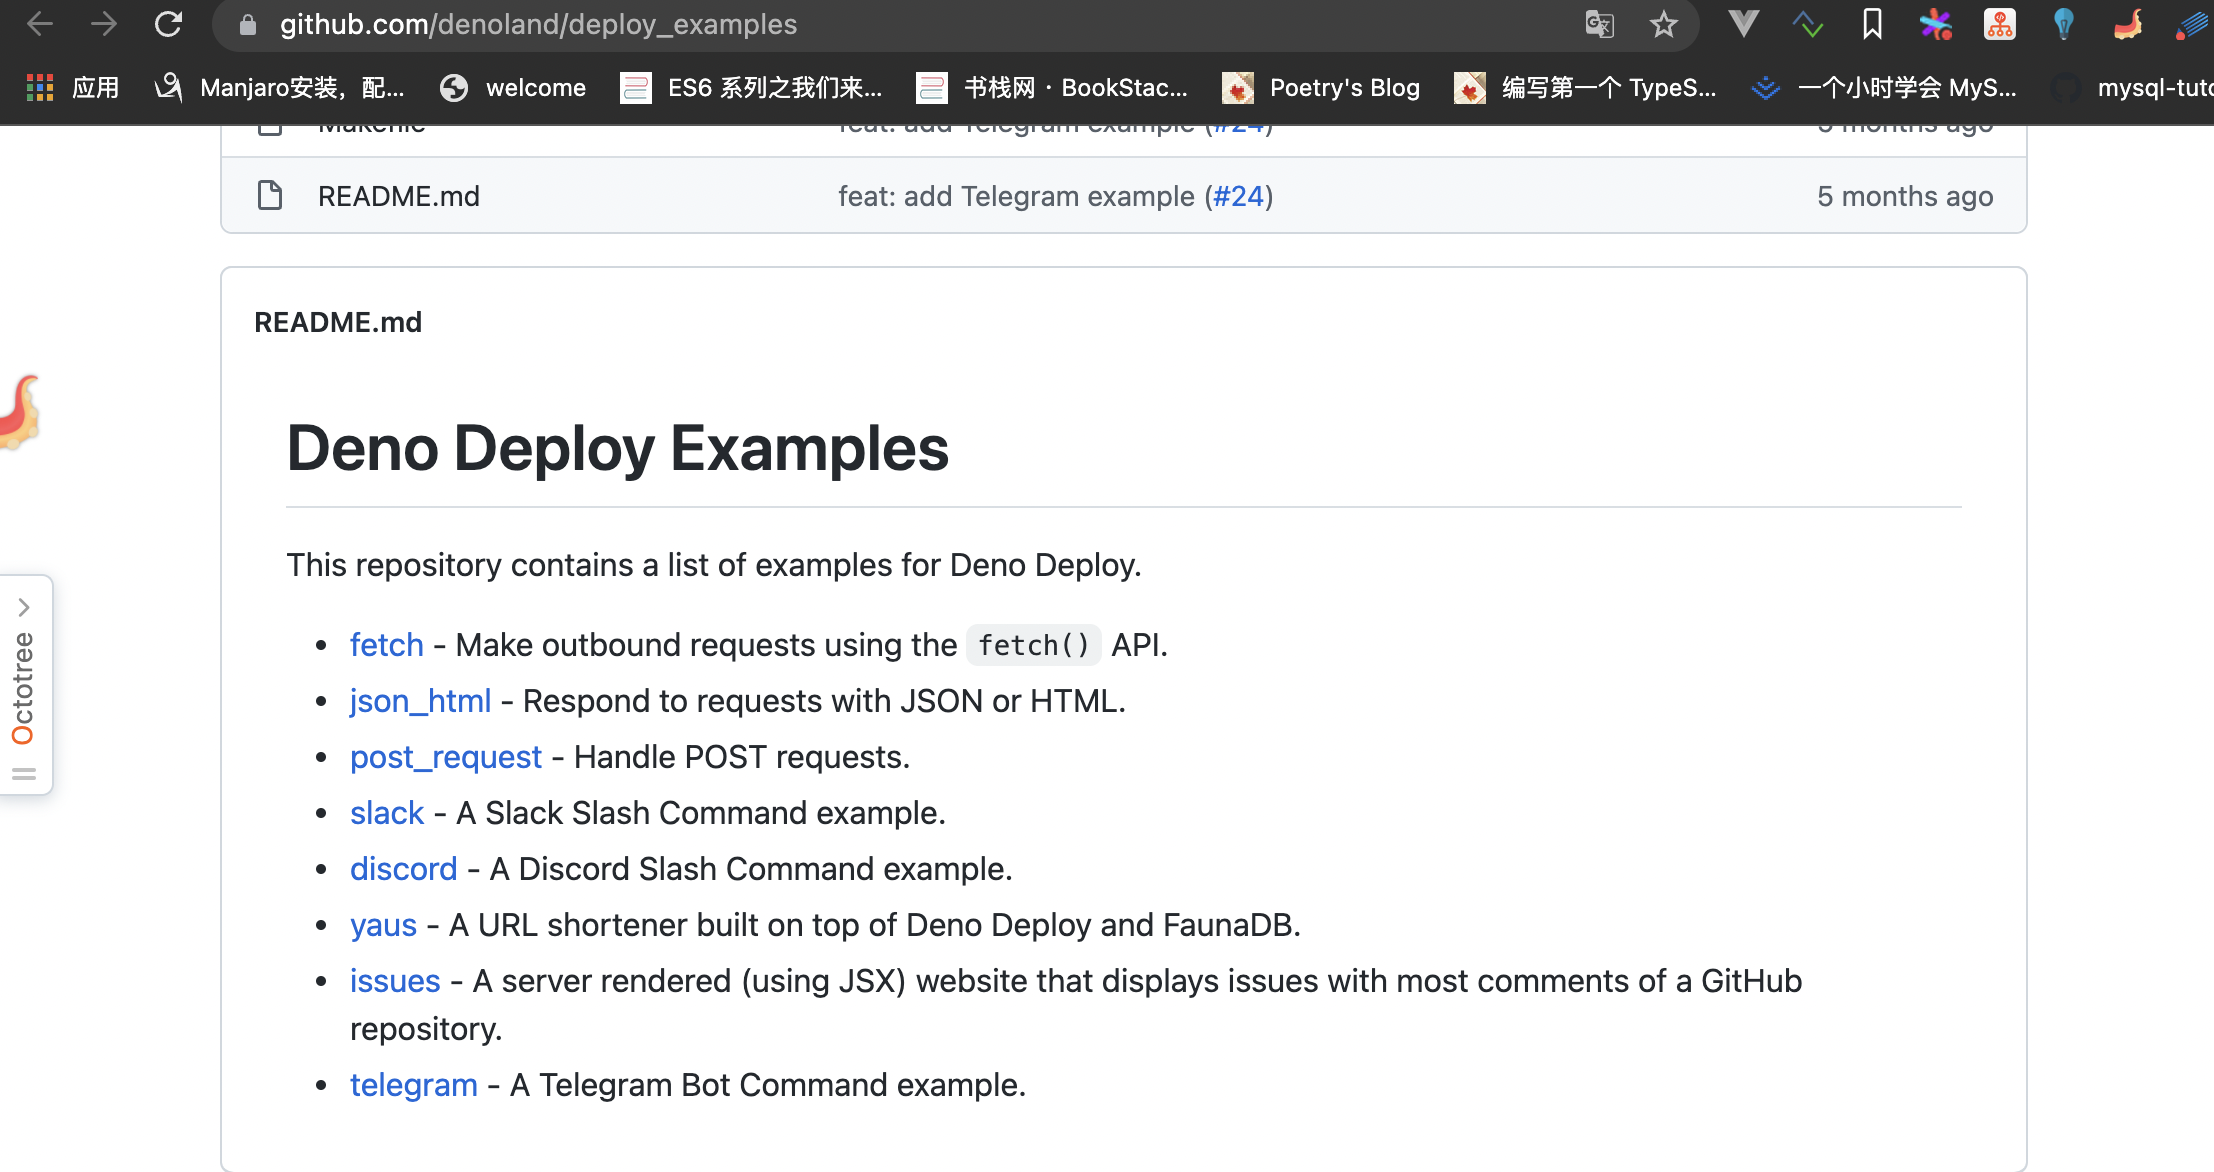 github.com/denoland/deploy_examples
应用 Manjaro安装，配... welcome ES6 系列之我们来... 书栈网 · BookStac... Poetry's Blog 编写第一个 TypeS... 一个小时学会 MyS... mysql-tuto
Makefile feat: add Telegram example (#24) 5 months ago
README.md feat: add Telegram example (#24) 5 months ago
README.md
Deno Deploy Examples
This repository contains a list of examples for Deno Deploy.
• fetch - Make outbound requests using the fetch() API.
• json_html - Respond to requests with JSON or HTML.
• post_request - Handle POST requests.
• slack - A Slack Slash Command example.
• discord - A Discord Slash Command example.
• yaus - A URL shortener built on top of Deno Deploy and FaunaDB.
• issues - A server rendered (using JSX) website that displays issues with most comments of a GitHub
repository.
• telegram - A Telegram Bot Command example.
Octotree